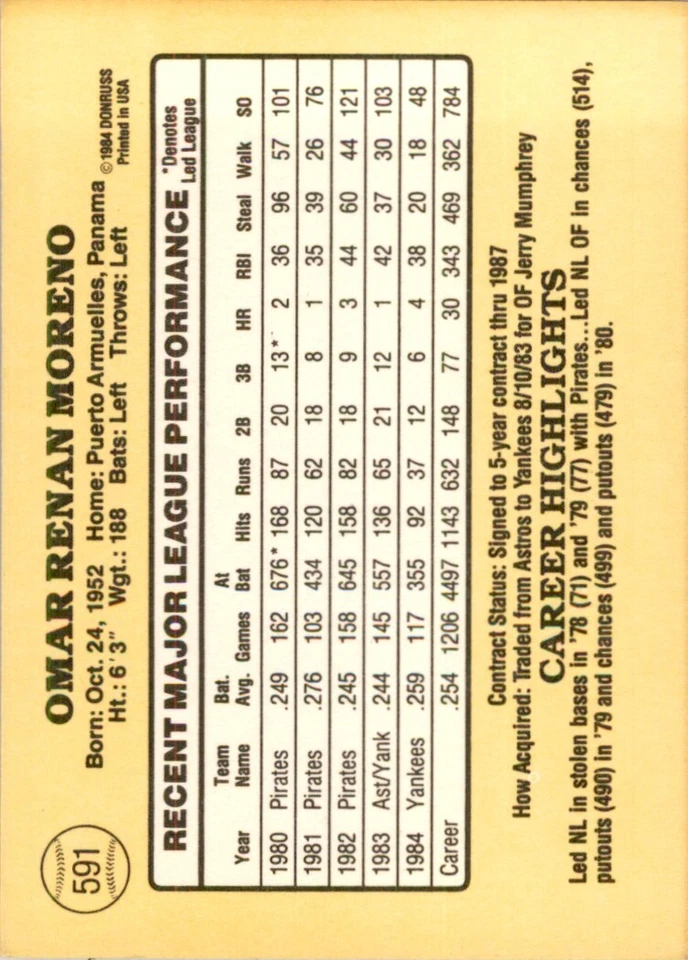 591
OMAR RENAN MORENO
Born: Oct. 24, 1952 Home: Puerto Armuelles, Panama
Ht.: 6'3" Wgt.: 188 Bats: Left Throws: Left
©1984 DONRUSS
Printed in USA
RECENT MAJOR LEAGUE PERFORMANCE
*Denotes
Led League
Year Team Name Bat. Avg. Games At Bat Hits Runs 2B 3B HR RBI Steal Walk SO
1980 Pirates .249 162 676* 168 87 20 13* 2 36 96 57 101
1981 Pirates .276 103 434 120 62 18 8 1 35 39 26 76
1982 Pirates .245 158 645 158 82 18 9 3 44 60 44 121
1983 Ast/Yank .244 145 557 136 65 21 12 1 42 37 30 103
1984 Yankees .259 117 355 92 37 12 6 4 38 20 18 48
Career .254 1206 4497 1143 632 148 77 30 343 469 362 784
Contract Status: Signed to 5-year contract thru 1987
How Acquired: Traded from Astros to Yankees 8/10/83 for OF Jerry Mumphrey
CAREER HIGHLIGHTS
Led NL in stolen bases in '78 (71) and '79 (77) with Pirates...Led NL OF in chances (514),
putouts (490) in '79 and chances (499) and putouts (479) in '80.